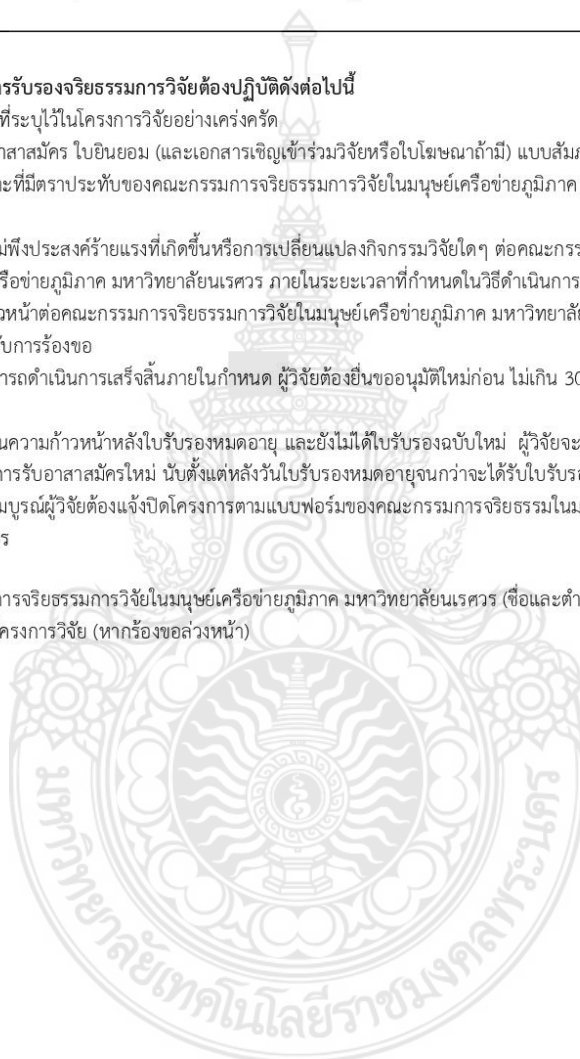 การรับรองจริยธรรมการวิจัยต้องปฏิบัติดังต่อไปนี้
ที่ระบุไว้ในโครงการวิจัยอย่างเคร่งครัด
าสาสมัคร ใบยินยอม (และเอกสารเชิญเข้าร่วมวิจัยหรือใบโฆษณาถ้ามี) แบบสัมภ
ะที่มีตราประทับของคณะกรรมการจริยธรรมการวิจัยในมนุษย์เครือข่ายภูมิภาค
ม่พึงประสงค์ร้ายแรงที่เกิดขึ้นหรือการเปลี่ยนแปลงกิจกรรมวิจัยใดๆ ต่อคณะกรร
รือข่ายภูมิภาค มหาวิทยาลัยนเรศวร ภายในระยะเวลาที่กำหนดในวิธีดำเนินการ
วหน้าต่อคณะกรรมการจริยธรรมการวิจัยในมนุษย์เครือข่ายภูมิภาค มหาวิทยาลัย
ับการร้องขอ
ารถดำเนินการเสร็จสิ้นภายในกำหนด ผู้วิจัยต้องยื่นขออนุมัติใหม่ก่อน ไม่เกิน 30
นความก้าวหน้าหลังใบรับรองหมดอายุ และยังไม่ได้ใบรับรองฉบับใหม่ ผู้วิจัยจะ
การรับอาสาสมัครใหม่ นับตั้งแต่หลังวันใบรับรองหมดอายุจนกว่าจะได้รับใบรับรอ
มบูรณ์ผู้วิจัยต้องแจ้งปิดโครงการตามแบบฟอร์มของคณะกรรมการจริยธรรมในม
ร
การจริยธรรมการวิจัยในมนุษย์เครือข่ายภูมิภาค มหาวิทยาลัยนเรศวร (ชื่อและตำ
ครงการวิจัย (หากร้องขอล่วงหน้า)
มหาวิทยาลัยเทคโนโลยีราชมงคลพระนคร